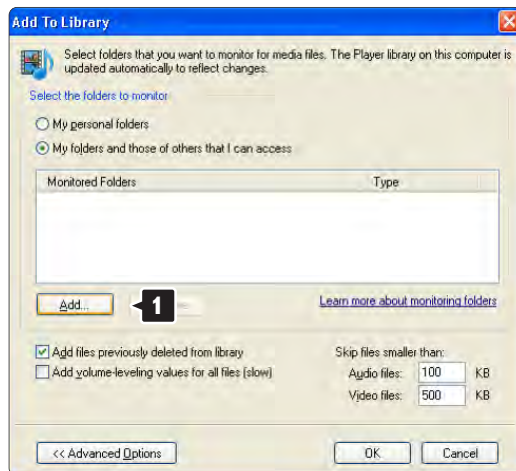 Add To Library
Select folders that you want to monitor for media files. The Player library on this computer is
updated automatically to reflect changes.
Select the folders to monitor
My personal folders
My folders and those of others that I can access
Monitored Folders Type
Add... 1 Learn more about monitoring folders
Add files previously deleted from library Skip files smaller than:
Add volume-leveling values for all files (slow) Audio files: 100 KB
Video files: 500 KB
<< Advanced Options OK Cancel